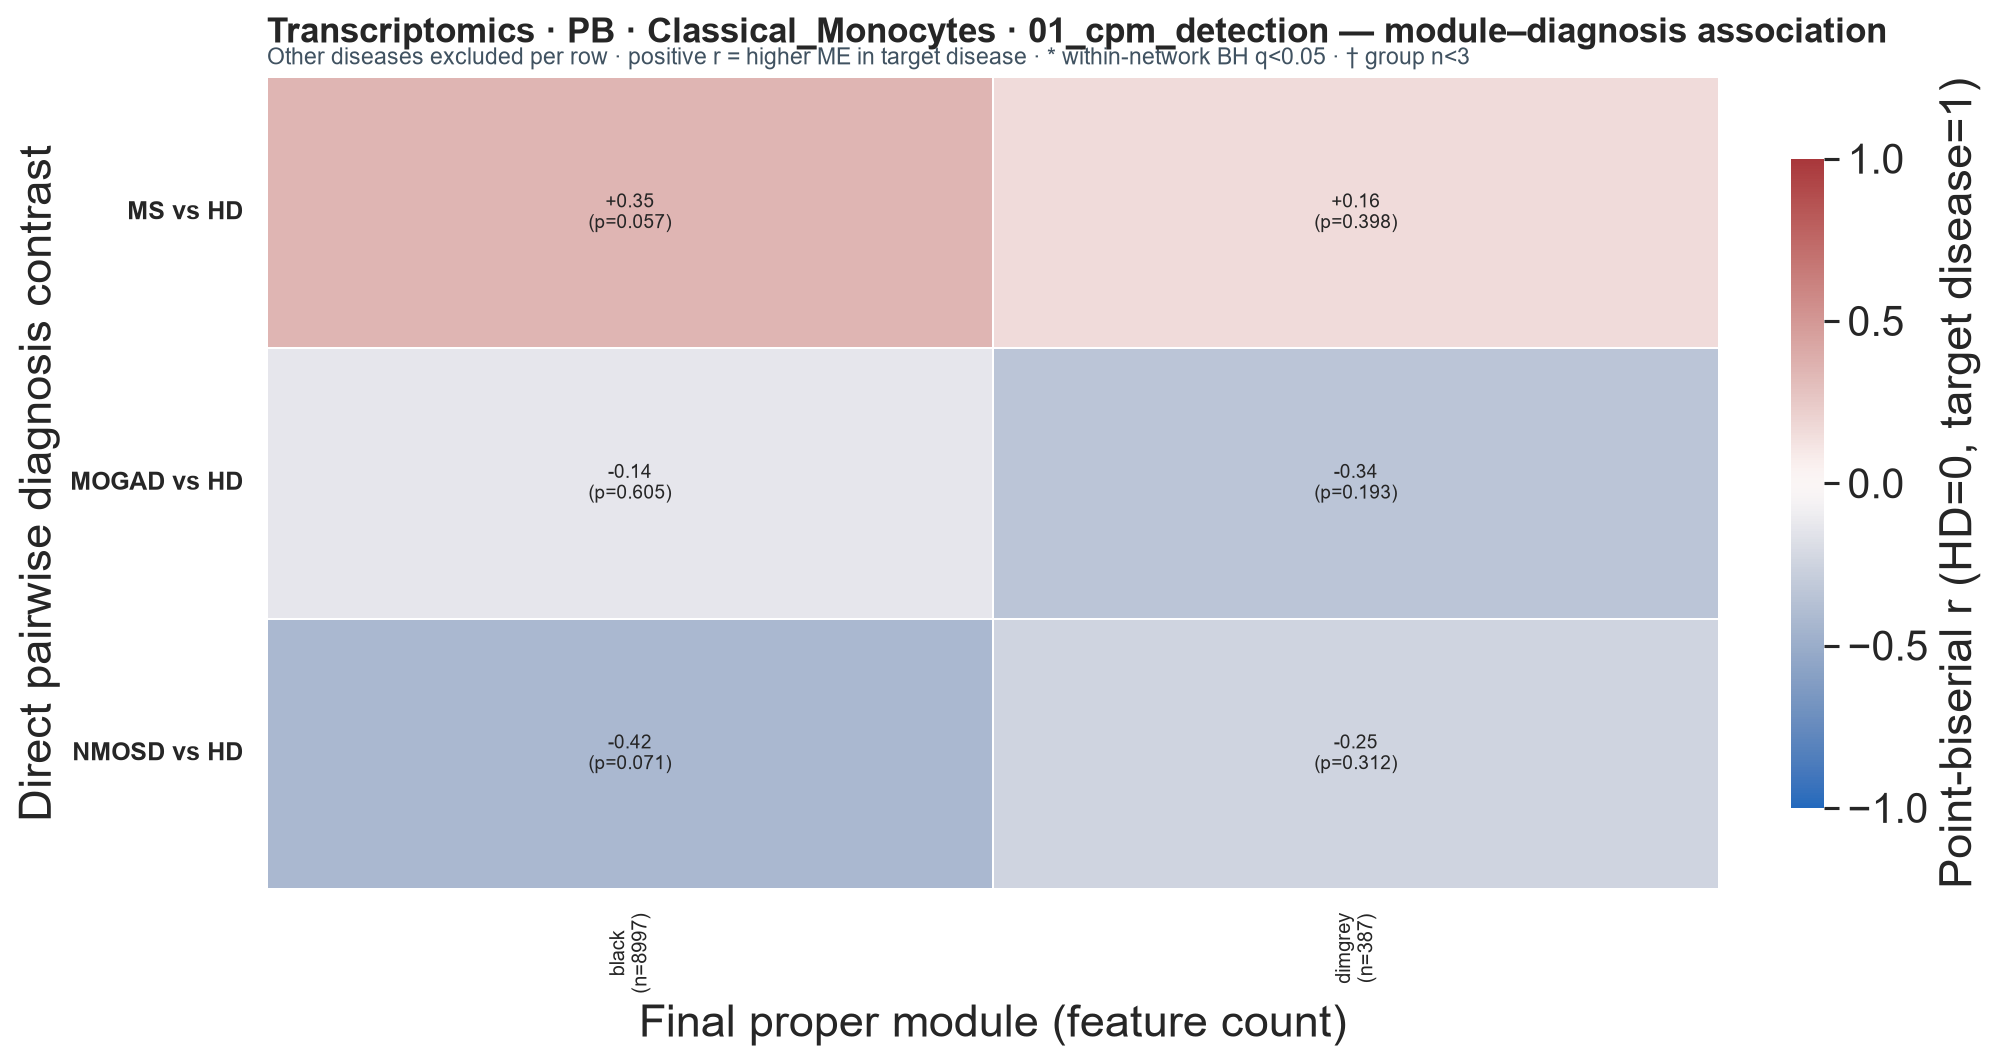 Transcriptomics · PB · Classical_Monocytes · 01_cpm_detection — module–diagnosis association
Other diseases excluded per row · positive r = higher ME in target disease · * within-network BH q<0.05 · † group n<3
Direct pairwise diagnosis contrast
MS vs HD
+0.35
(p=0.057)
+0.16
(p=0.398)
MOGAD vs HD
-0.14
(p=0.605)
-0.34
(p=0.193)
NMOSD vs HD
-0.42
(p=0.071)
-0.25
(p=0.312)
black
(n=8997)
dimgrey
(n=387)
Final proper module (feature count)
1.0
0.5
0.0
−0.5
−1.0
Point-biserial r (HD=0, target disease=1)